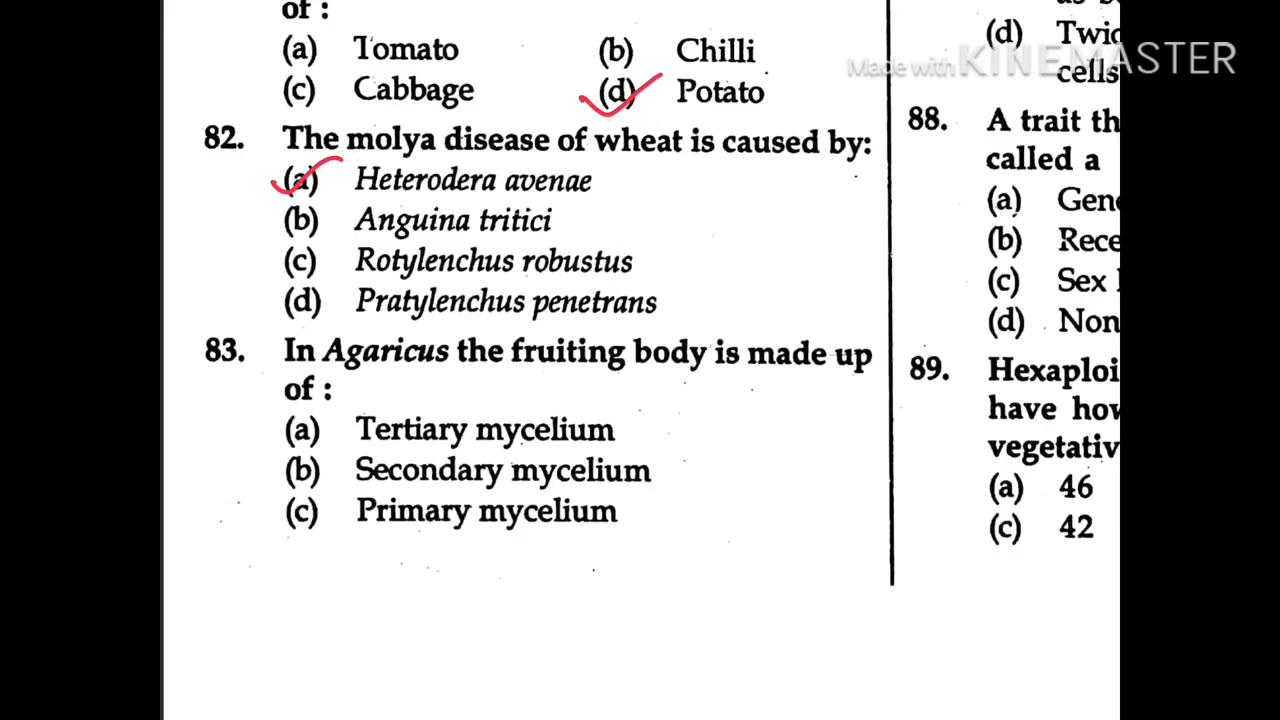 of :
(a) Tomato (b) Chilli
(c) Cabbage (d) Potato
82. The molya disease of wheat is caused by:
(a) Heterodera avenae
(b) Anguina tritici
(c) Rotylenchus robustus
(d) Pratylenchus penetrans
83. In Agaricus the fruiting body is made up
of :
(a) Tertiary mycelium
(b) Secondary mycelium
(c) Primary mycelium
(d)
cells
88. A trait th
called a
(a) Gen
(b) Rece
(c) Sex
(d) Non
89. Hexaploi
have how
vegetativ
(a) 46
(c) 42
Made with KINEMASTER